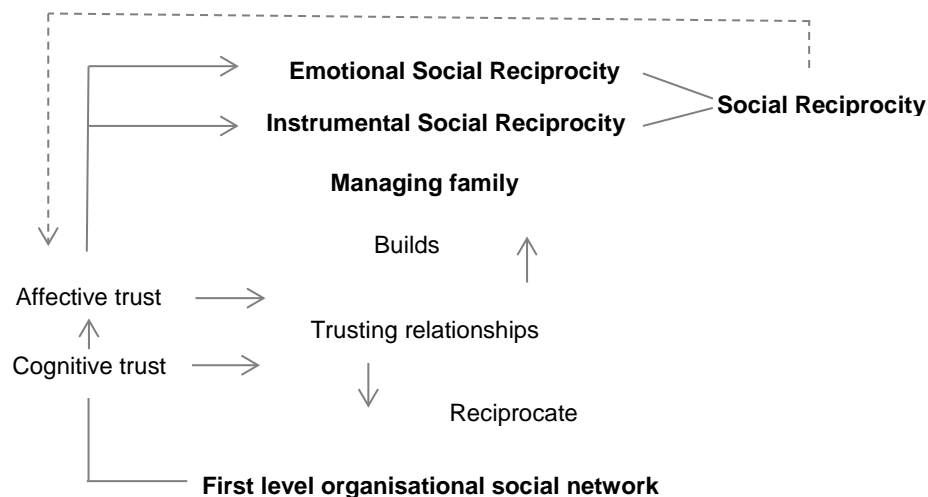 Emotional Social Reciprocity
Social Reciprocity
Instrumental Social Reciprocity
Managing family
Builds
Affective trust
Trusting relationships
Cognitive trust
Reciprocate
First level organisational social network